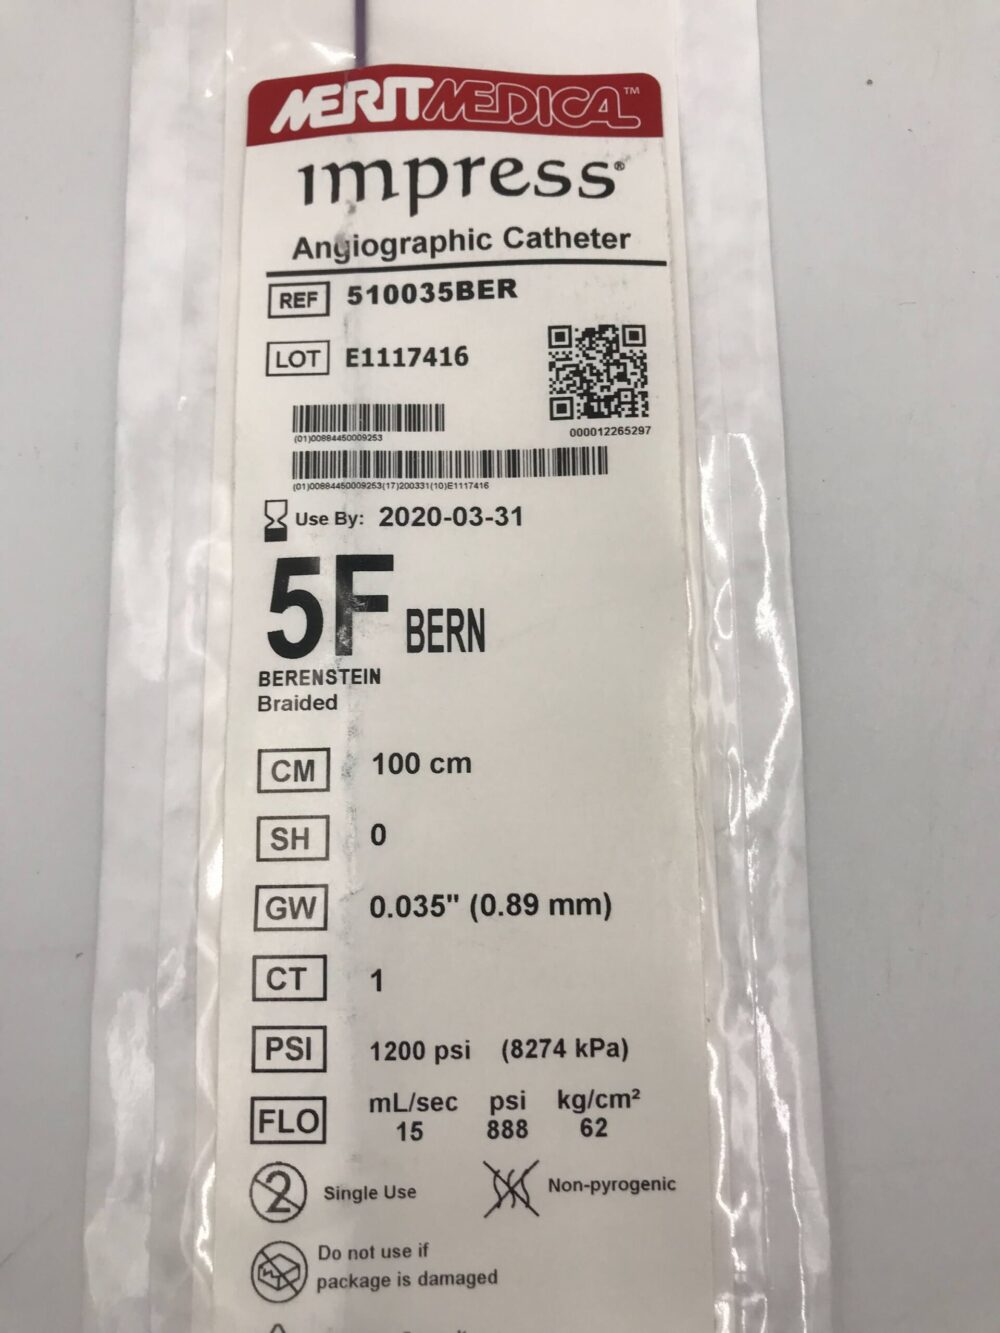 MERITMEDICAL™
impress®
Angiographic Catheter
REF 510035BER
LOT E1117416
000012265297
(01)00884450009253
(01)00884450009253(17)200331(10)E1117416
Use By: 2020-03-31
5F BERN
BERENSTEIN
Braided
CM 100 cm
SH 0
GW 0.035" (0.89 mm)
CT 1
PSI 1200 psi (8274 kPa)
FLO mL/sec psi kg/cm²
15 888 62
2 Single Use
Non-pyrogenic
Do not use if
package is damaged